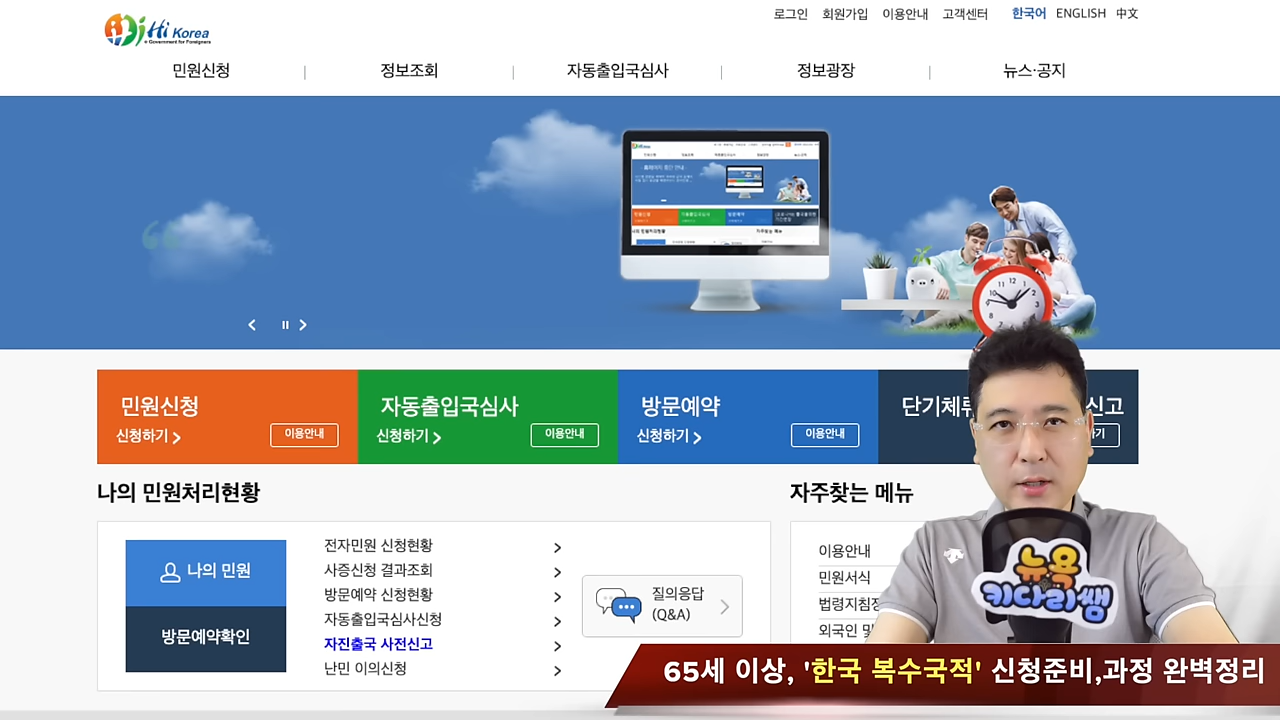 로그인 회원가입 이용안내 고객센터 한국어 ENGLISH 中文
Hi Korea
e-Government for Foreigners
민원신청 정보조회 자동출입국심사 정보광장 뉴스·공지
민원신청 자동출입국심사 방문예약 단기체류 신고
신청하기 이용안내 신청하기 이용안내 신청하기 이용안내
나의 민원처리현황 자주찾는 메뉴
나의 민원
방문예약확인
전자민원 신청현황
사증신청 결과조회
방문예약 신청현황
자동출입국심사신청
자진출국 사전신고
난민 이의신청
질의응답
(Q&A)
이용안내
민원서식
법령지침정
외국인 및
뉴욕
키다리쌤
65세 이상, '한국 복수국적' 신청준비,과정 완벽정리